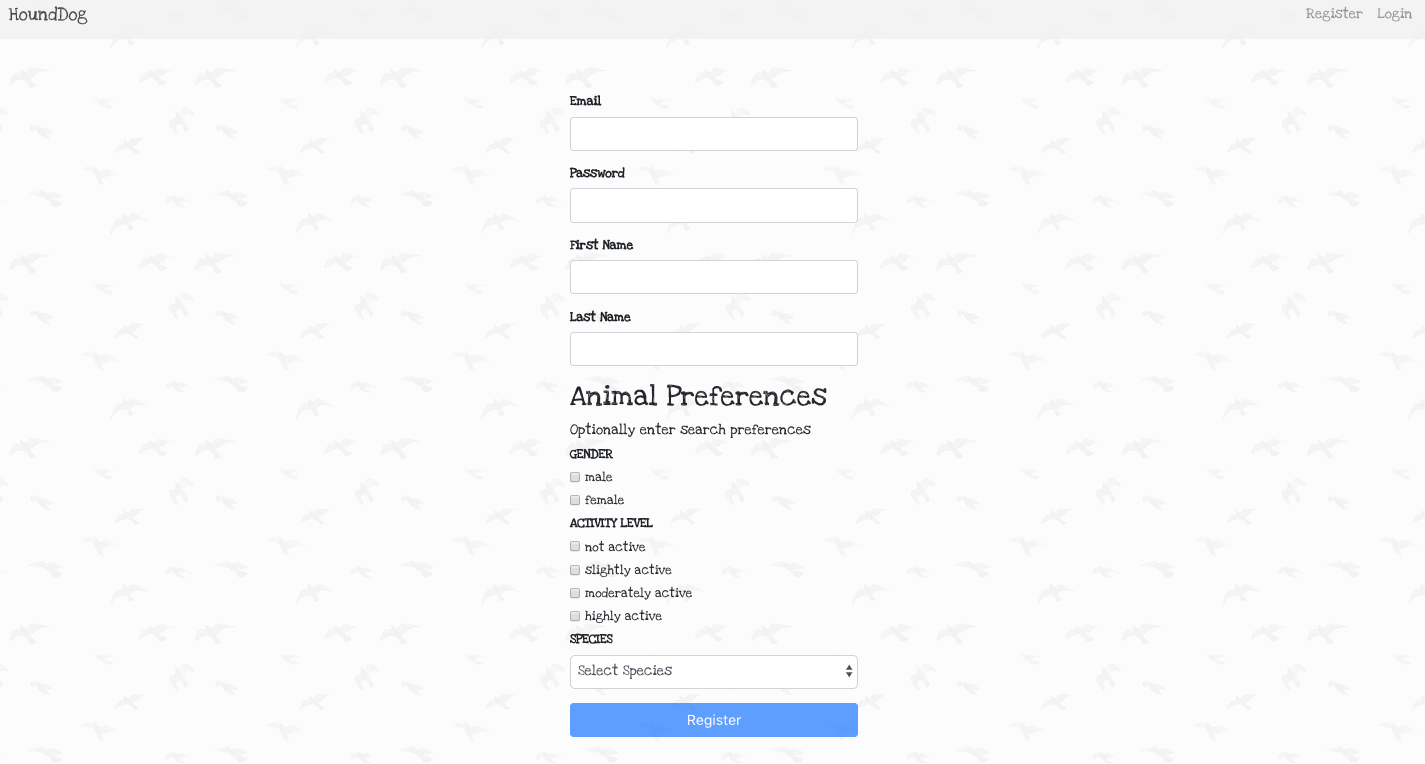 HoundDog
Register Login
Email
Password
First Name
Last Name
Animal Preferences
Optionally enter search preferences
GENDER
male
female
ACTIVITY LEVEL
not active
slightly active
moderately active
highly active
SPECIES
Select Species
Register